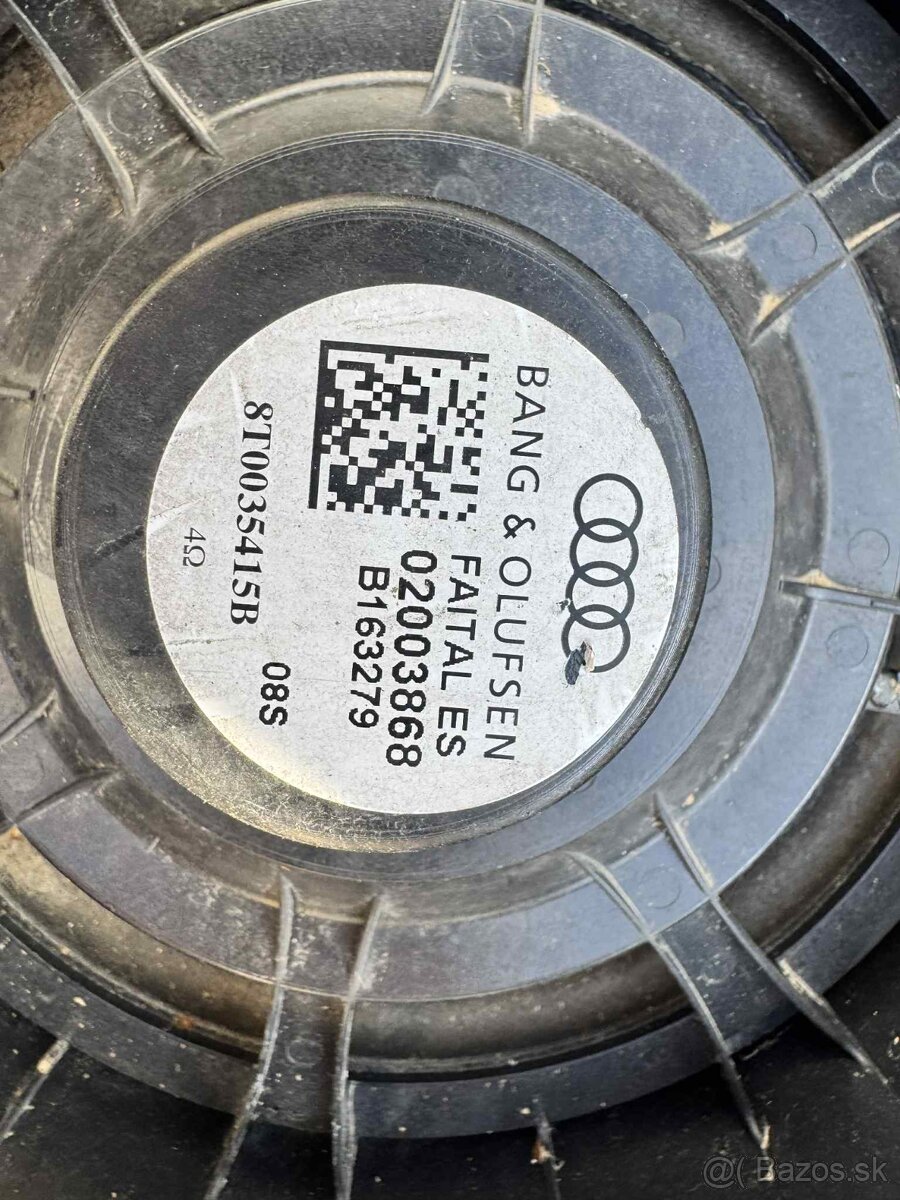 BANG & OLUFSEN
FAITAL ES
02003868
B163279
8T0035415B
08S
4Ω
@( Bazos.sk